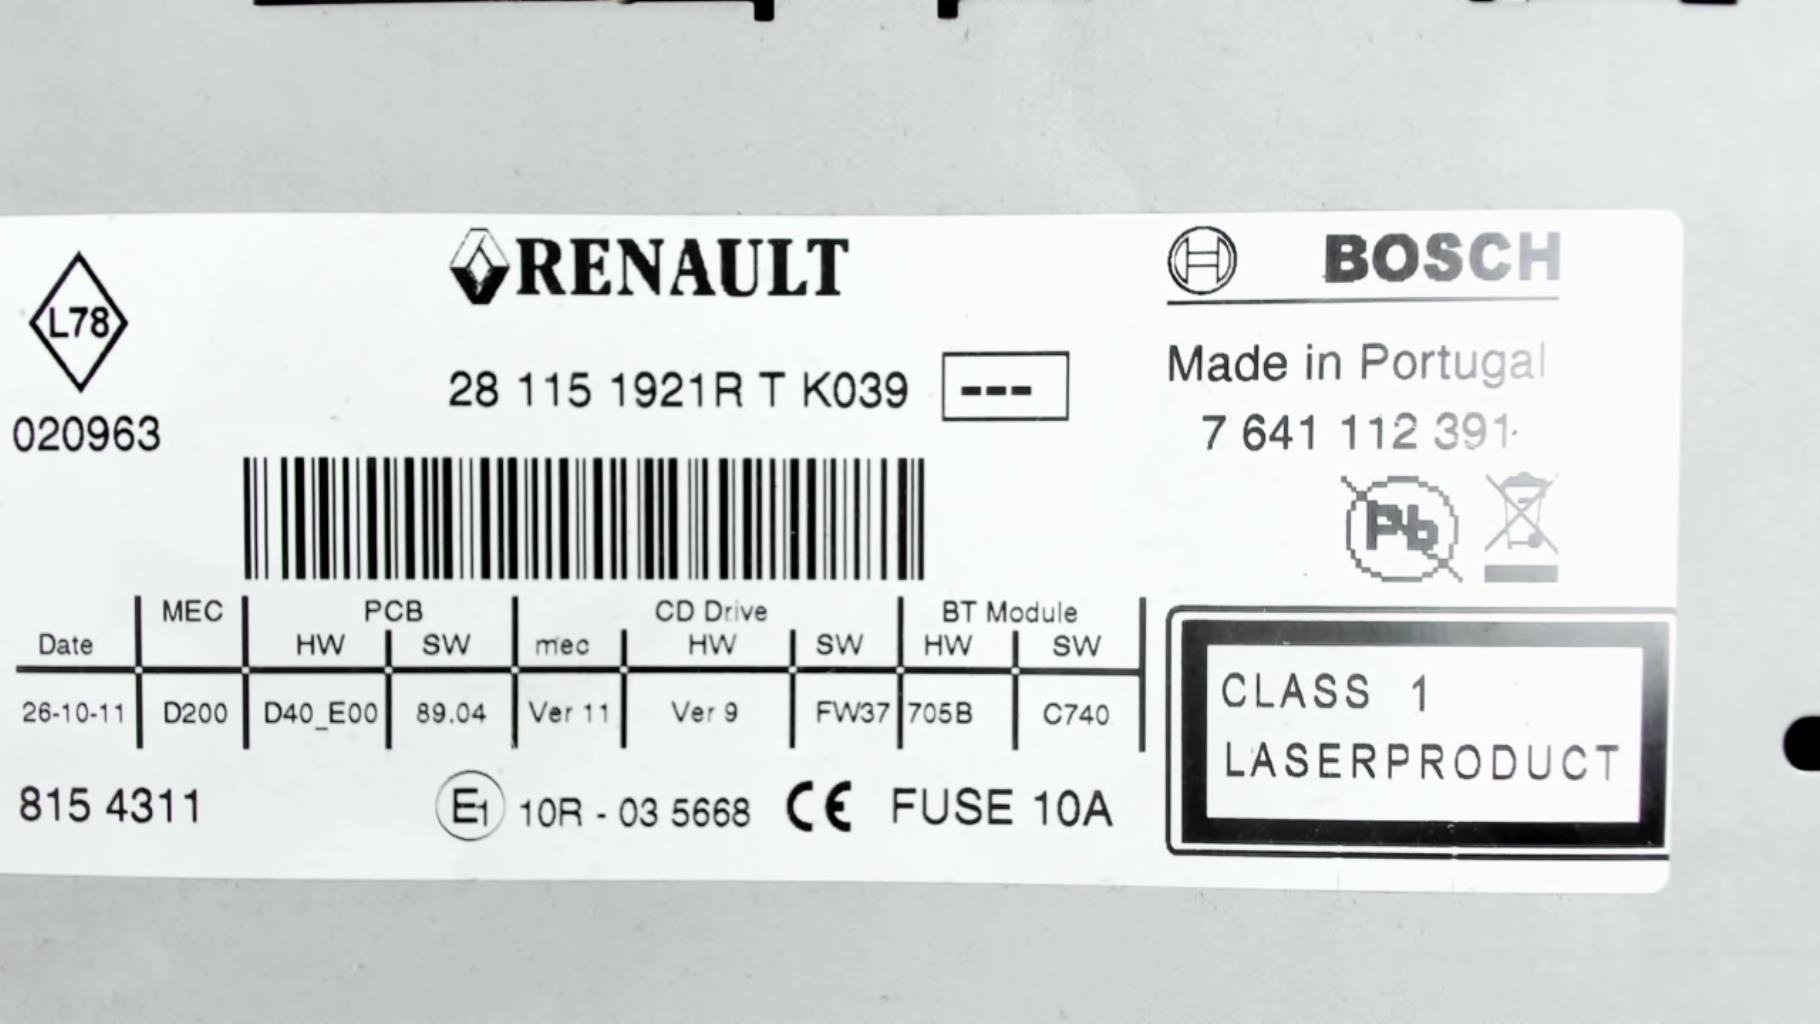 RENAULT
BOSCH
L78
28 115 1921R T K039 ---
Made in Portugal
020963
7 641 112 391
Pb
MEC PCB CD Drive BT Module
Date HW SW mec HW SW HW SW
26-10-11 D200 D40_E00 89.04 Ver 11 Ver 9 FW37 705B C740
CLASS 1
LASERPRODUCT
815 4311 E1 10R - 03 5668 CE FUSE 10A